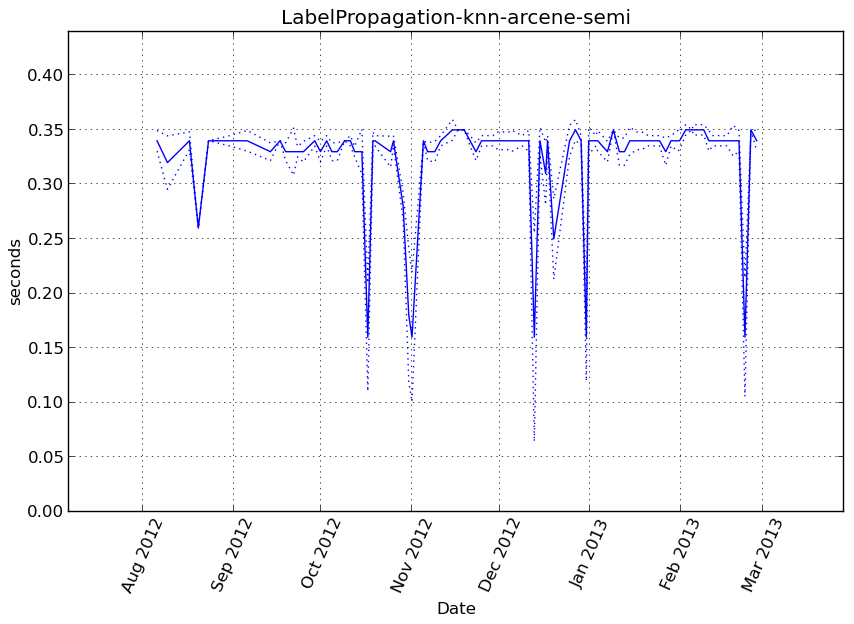 LabelPropagation-knn-arcene-semi
0.40
0.35
0.30
0.25
0.20
0.15
0.10
0.05
0.00
seconds
Aug 2012
Sep 2012
Oct 2012
Nov 2012
Dec 2012
Jan 2013
Feb 2013
Mar 2013
Date